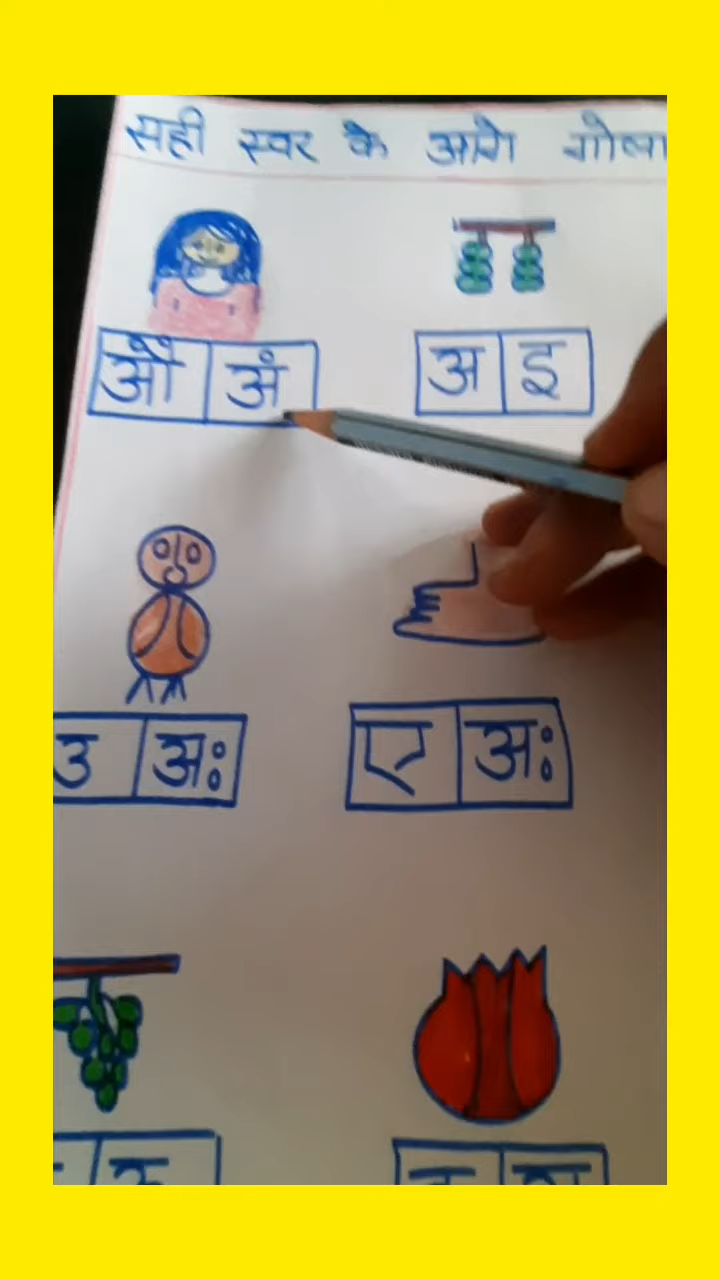 सही स्वर के आगे गोला
औ अं
अ इ
उ अः
ए अः